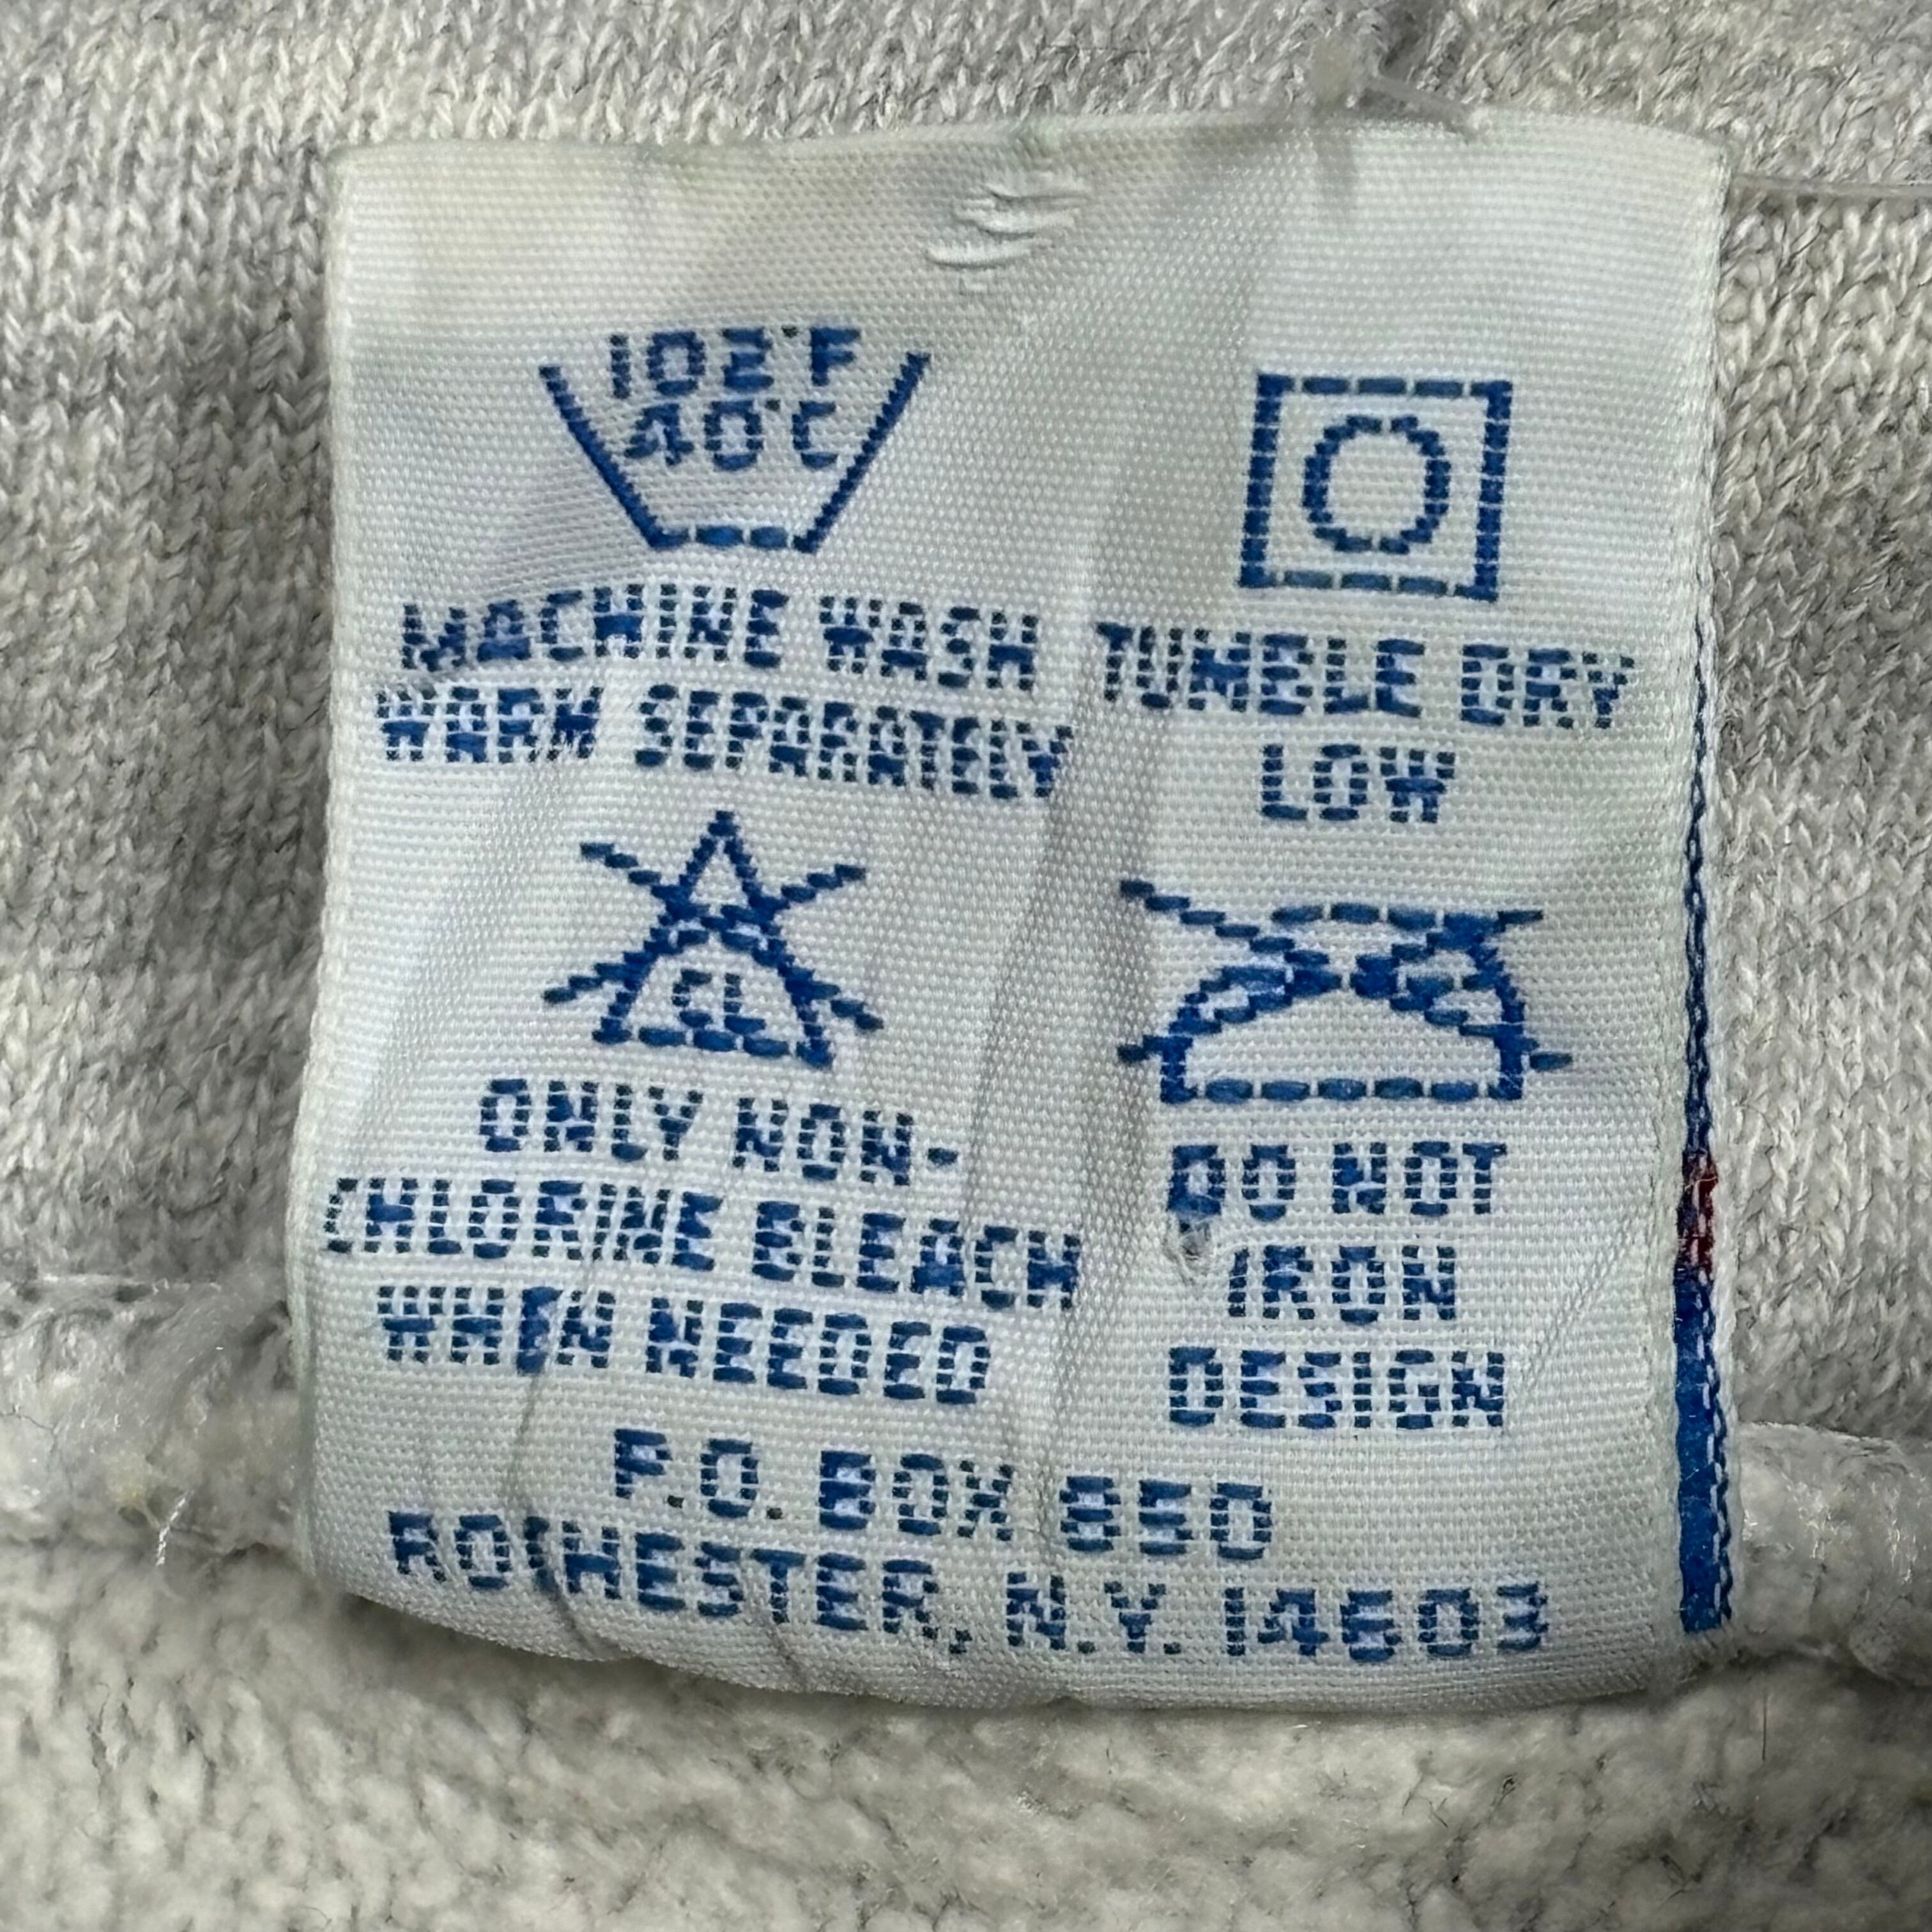 102°F
40°C
MACHINE WASH
WARM SEPARATELY
TUMBLE DRY
LOW
CL
ONLY NON-
CHLORINE BLEACH
WHEN NEEDED
DO NOT
IRON
DESIGN
P.O. BOX 850
ROCHESTER, N.Y. 14603